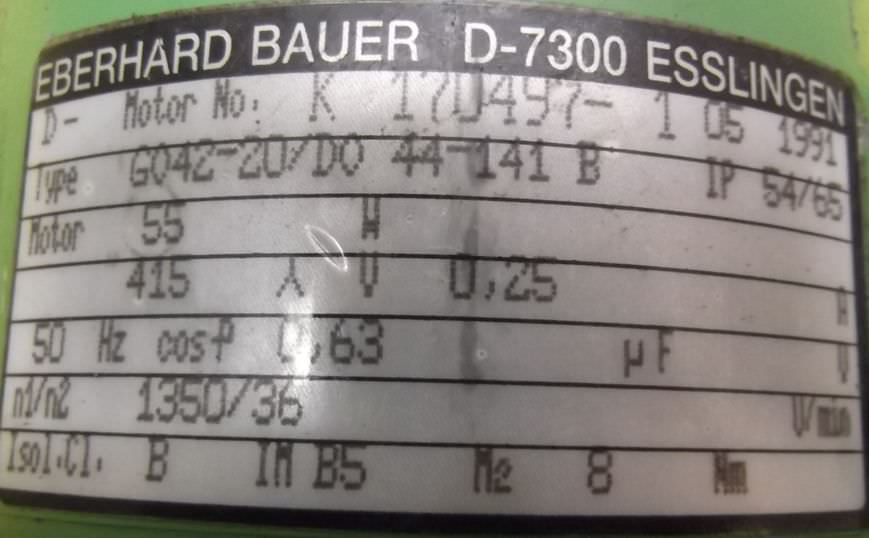 EBERHARD BAUER D-7300 ESSLINGEN
D- Motor No: K 170497- 1 05 1991
Type G042-20/D0 44-141 B IP 54/65
Motor 55 W
415 ⅄ V 0,25 A
50 Hz cosφ 0,63 µF V
n1/n2 1350/36 U/min
Isol.Cl. B IM B5 M2 8 Nm